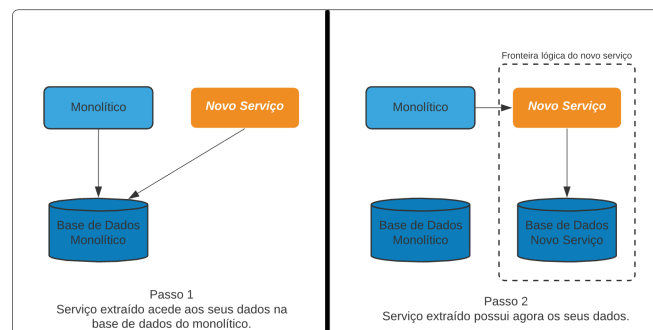 Monolítico
Novo Serviço
Base de Dados
Monolítico
Passo 1
Serviço extraído acede aos seus dados na
base de dados do monolítico.
Fronteira lógica do novo serviço
Monolítico
Novo Serviço
Base de Dados
Monolítico
Base de Dados
Novo Serviço
Passo 2
Serviço extraído possui agora os seus dados.